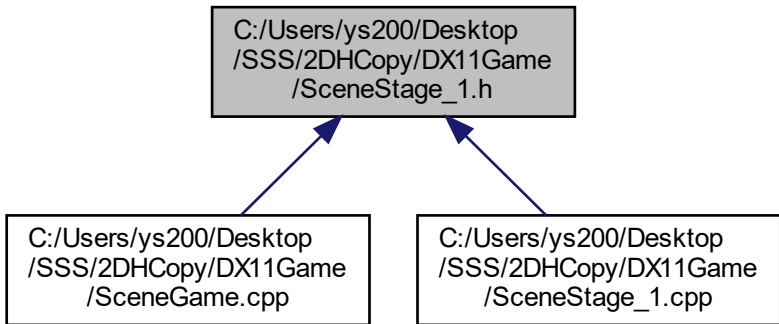 C:/Users/ys200/Desktop
/SSS/2DHCopy/DX11Game
/SceneStage_1.h
C:/Users/ys200/Desktop
/SSS/2DHCopy/DX11Game
/SceneGame.cpp
C:/Users/ys200/Desktop
/SSS/2DHCopy/DX11Game
/SceneStage_1.cpp